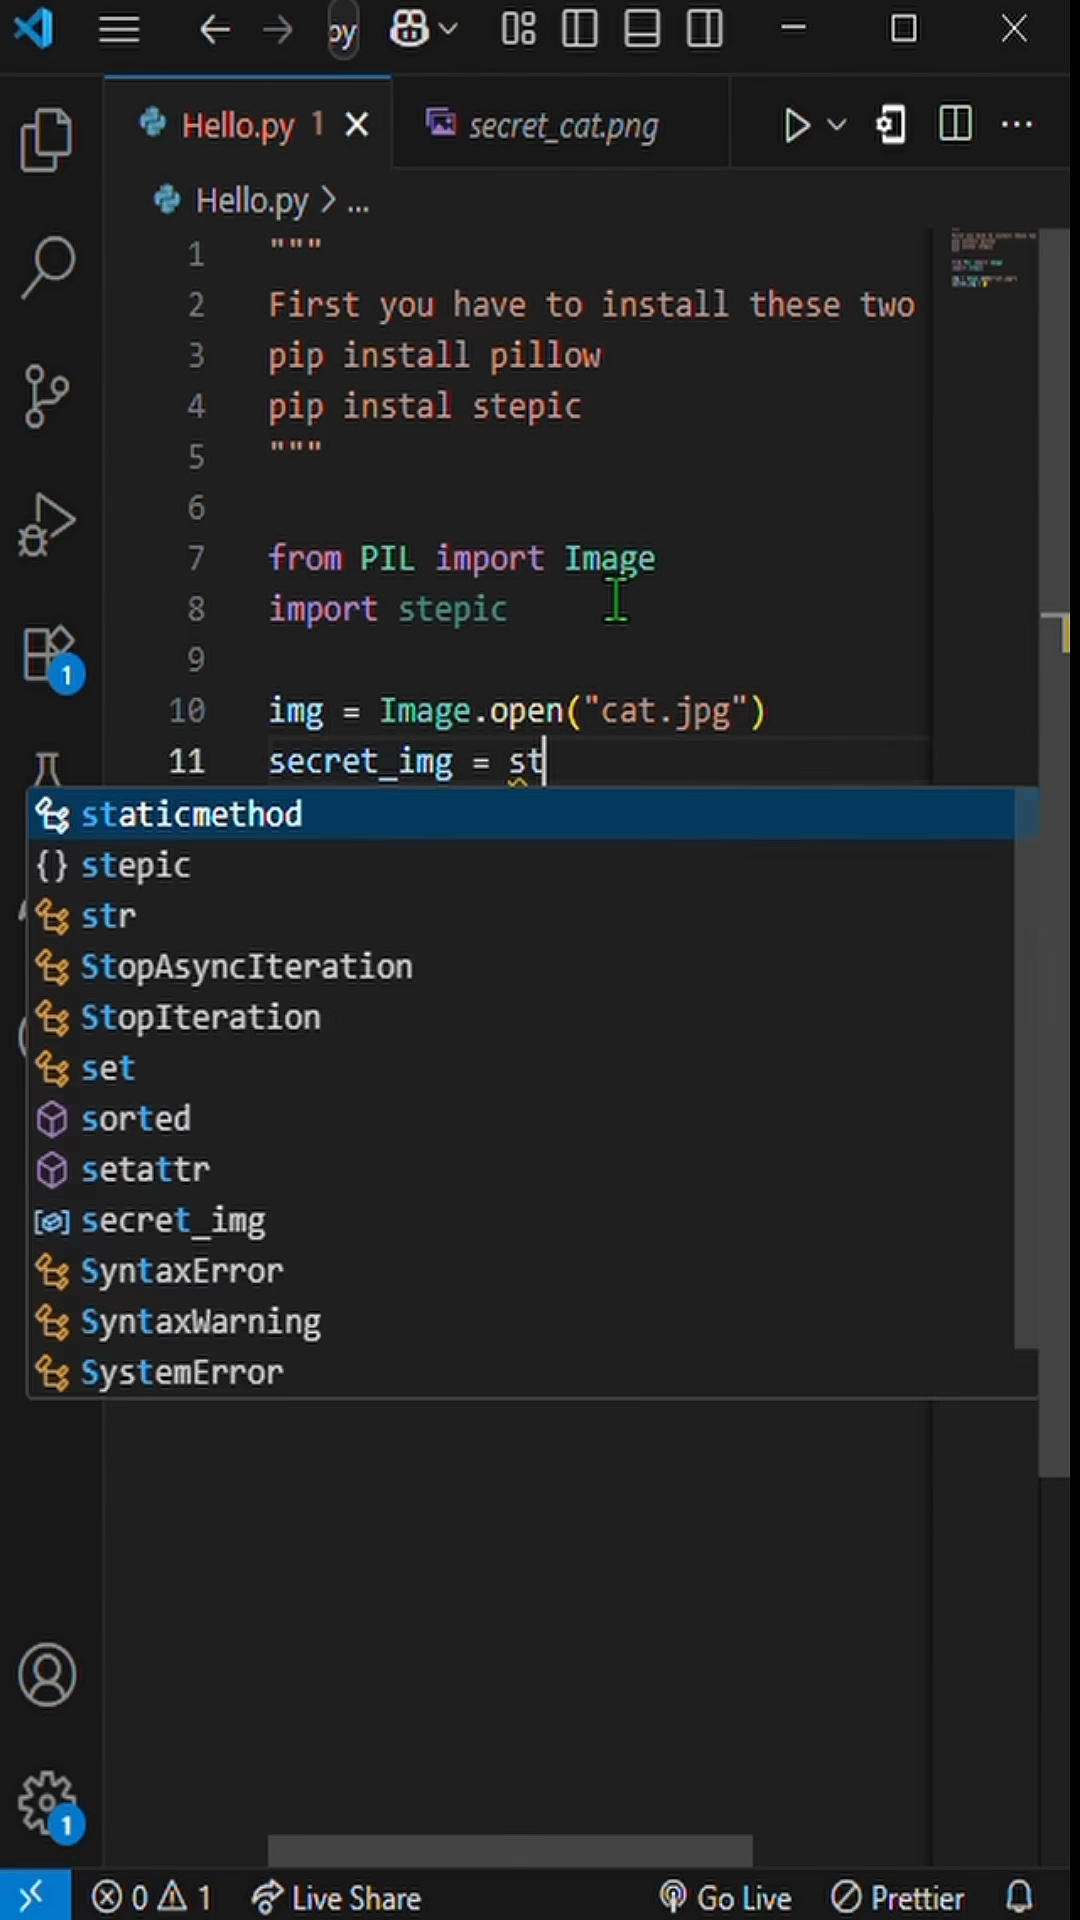 py
Hello.py 1
secret_cat.png
Hello.py > ...
1 """
2 First you have to install these two
3 pip install pillow
4 pip instal stepic
5 """
6
7 from PIL import Image
8 import stepic
9
10 img = Image.open("cat.jpg")
11 secret_img = st
staticmethod
{} stepic
str
StopAsyncIteration
StopIteration
set
sorted
setattr
secret_img
SyntaxError
SyntaxWarning
SystemError
1
1
0 1 Live Share Go Live Prettier